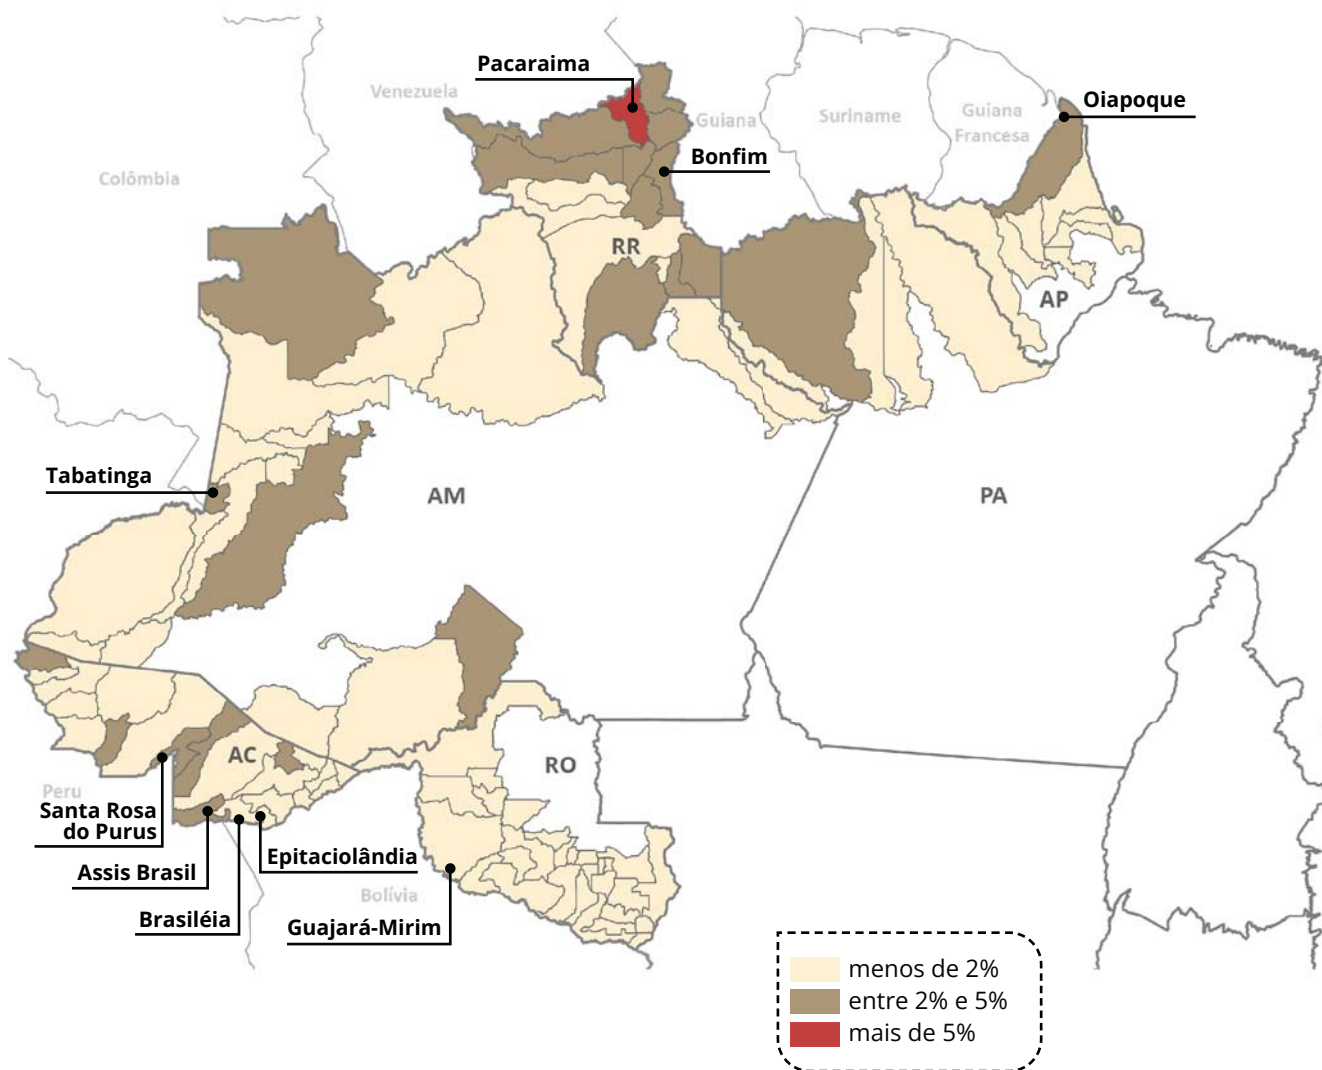 Pacaraima
Venezuela
Guiana
Suriname
Guiana
Francesa
Oiapoque
Bonfim
Colômbia
RR
AP
Tabatinga
AM
PA
AC
RO
Peru
Santa Rosa
do Purus
Assis Brasil
Epitaciolândia
Brasiléia
Bolívia
Guajará-Mirim
menos de 2%
entre 2% e 5%
mais de 5%